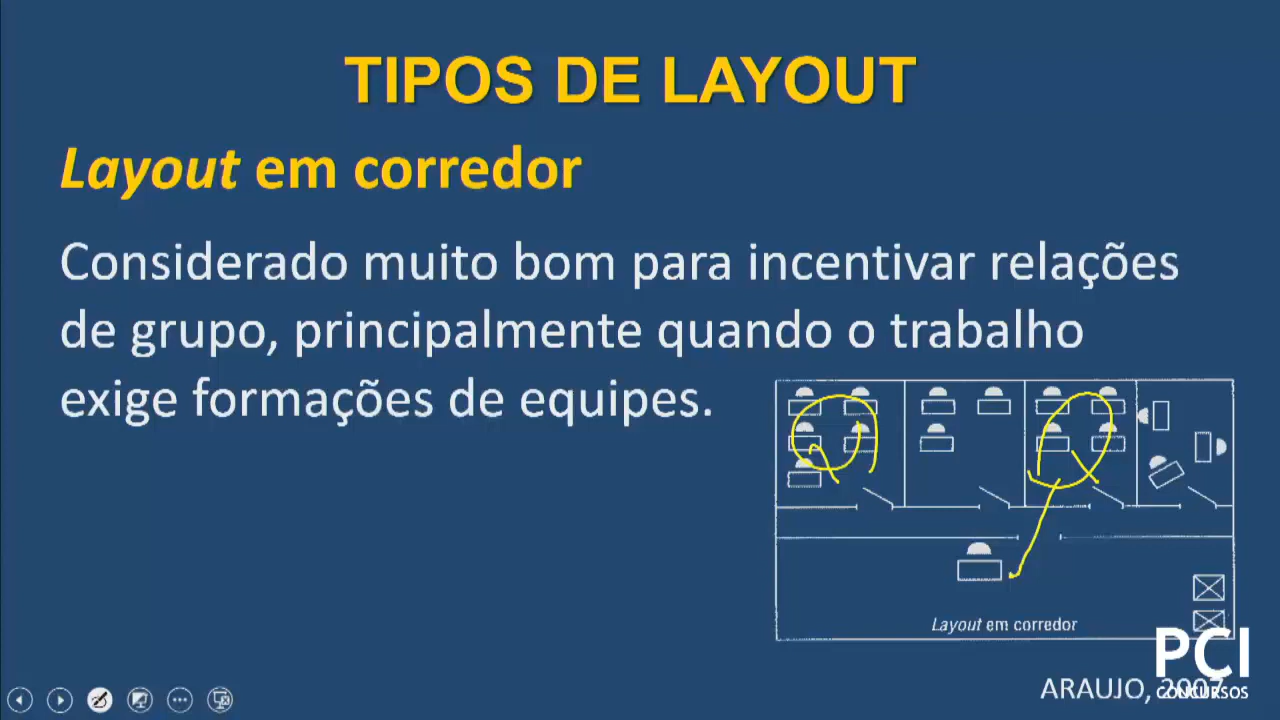 TIPOS DE LAYOUT
Layout em corredor
Considerado muito bom para incentivar relações
de grupo, principalmente quando o trabalho
exige formações de equipes.
Layout em corredor
ARAUJO, 2007
PCI
CONCURSOS